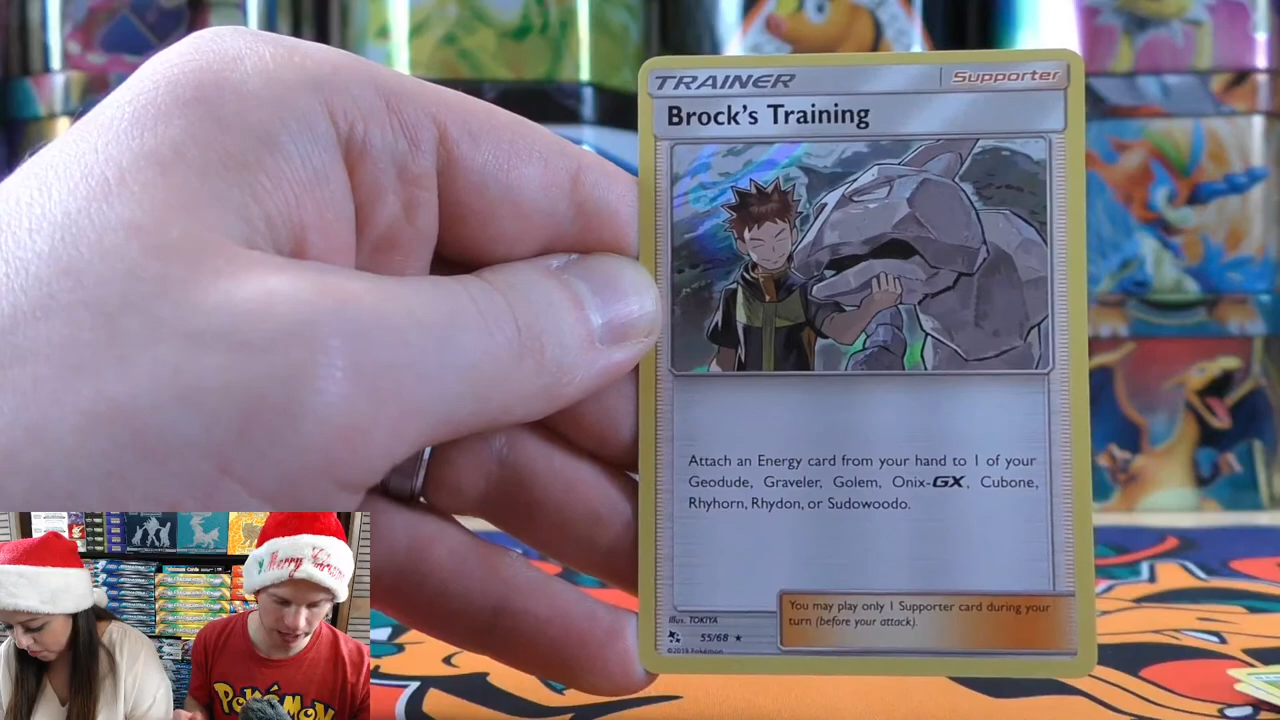 TRAINER
Supporter
Brock's Training
Attach an Energy card from your hand to 1 of your
Geodude, Graveler, Golem, Onix-GX, Cubone,
Rhyhorn, Rhydon, or Sudowoodo.
You may play only 1 Supporter card during your
turn (before your attack).
Illus. TOKIYA
55/68 ★
©2019 Pokémon
Merry Christmas
POKéMON